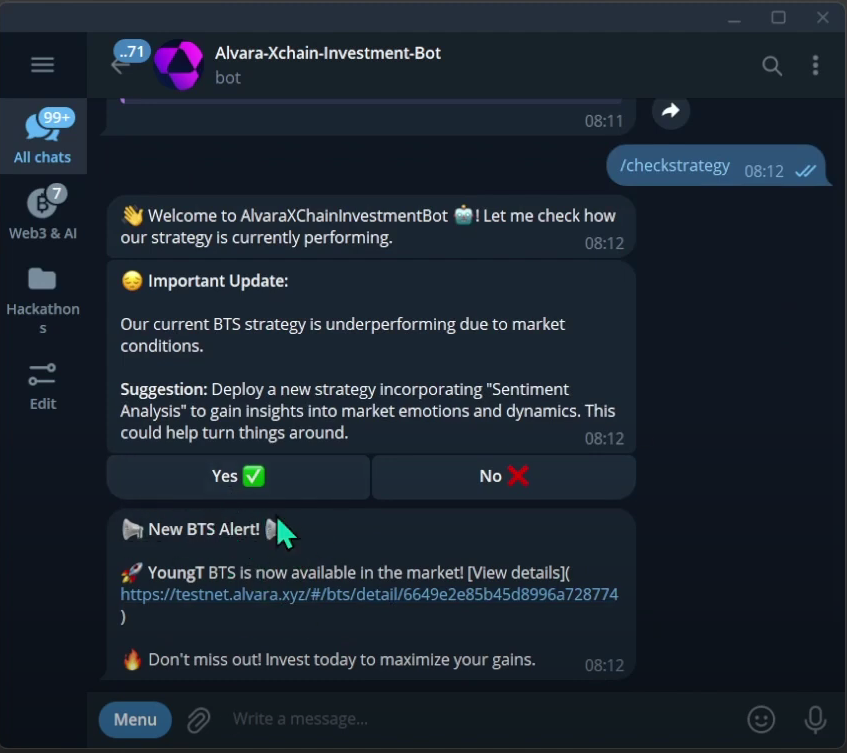 ..71
Alvara-Xchain-Investment-Bot
bot
99+
All chats
7
Web3 & AI
Hackathon
s
Edit
08:11
/checkstrategy 08:12
👋 Welcome to AlvaraXChainInvestmentBot 🤖! Let me check how
our strategy is currently performing. 08:12
😔 Important Update:
Our current BTS strategy is underperforming due to market
conditions.
Suggestion: Deploy a new strategy incorporating "Sentiment
Analysis" to gain insights into market emotions and dynamics. This
could help turn things around. 08:12
Yes ✅
No ❌
📢 New BTS Alert!
🚀 YoungT BTS is now available in the market! [View details](
https://testnet.alvara.xyz/#/bts/detail/6649e2e85b45d8996a728774
)
🔥 Don't miss out! Invest today to maximize your gains. 08:12
Menu
Write a message...